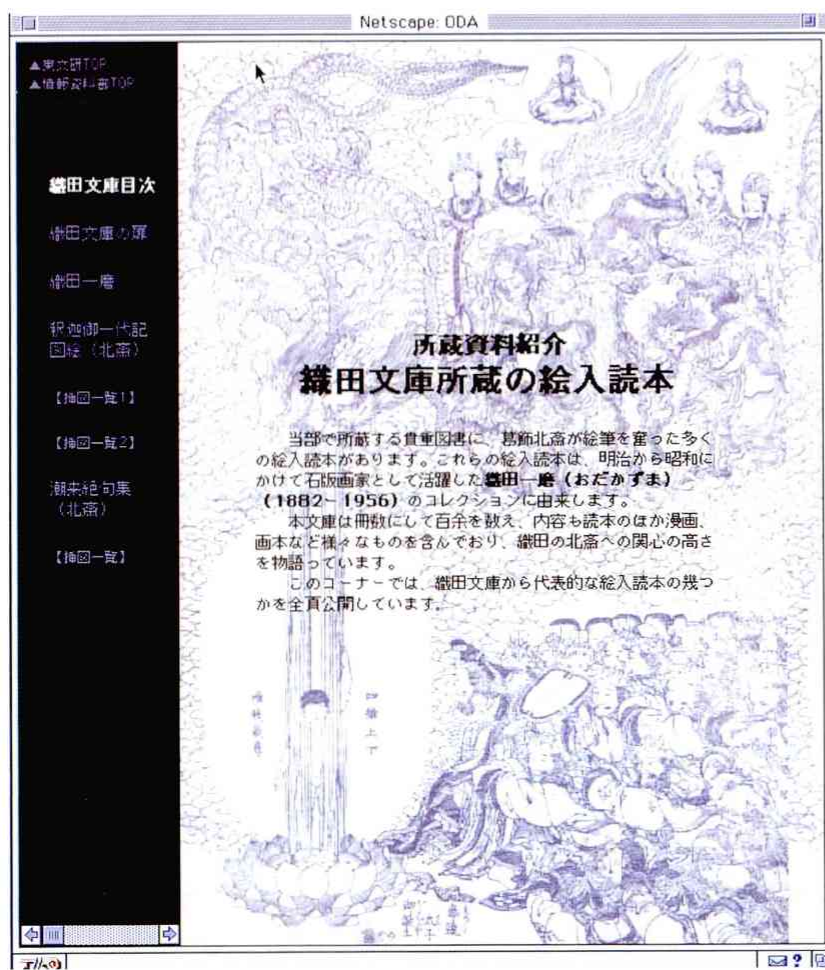 Netscape: ODA
▲東文研TOP
▲情報資料部TOP
織田文庫目次
織田文庫の扉
織田一磨
釈迦御一代記
図絵（北斎）
【挿図一覧1】
【挿図一覧2】
潮来絶句集
（北斎）
【挿図一覧】
所蔵資料紹介
織田文庫所蔵の絵入読本
当部で所蔵する貴重図書に、葛飾北斎が絵筆を奮った多く
の絵入読本があります。これらの絵入読本は、明治から昭和に
かけて石版画家として活躍した織田一磨（おだかずま）
（1882−1956）のコレクションに由来します。
本文庫は冊数にして百余を数え、内容も読本のほか漫画、
画本など様々なものを含んでおり、織田の北斎への関心の高さ
を物語っています。
このコーナーでは、織田文庫から代表的な絵入読本の幾つ
かを全頁公開しています。
四維上下